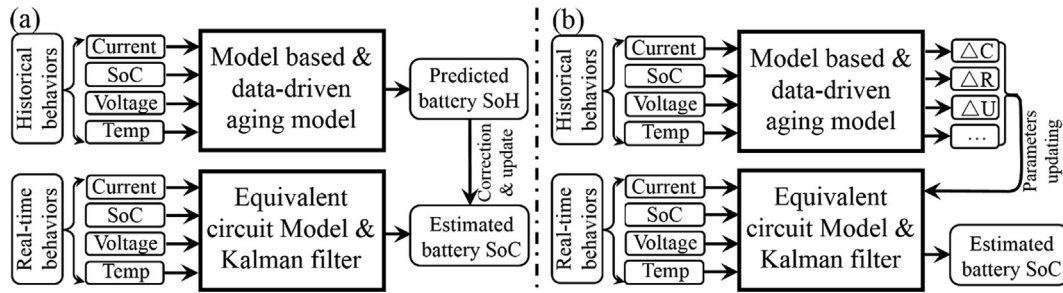 (a)
Historical
behaviors
Current
SoC
Voltage
Temp
Model based &
data-driven
aging model
Predicted
battery SoH
Correction
& update
Real-time
behaviors
Current
SoC
Voltage
Temp
Equivalent
circuit Model &
Kalman filter
Estimated
battery SoC
(b)
Historical
behaviors
Current
SoC
Voltage
Temp
Model based &
data-driven
aging model
△C
△R
△U
...
Parameters
updating
Real-time
behaviors
Current
SoC
Voltage
Temp
Equivalent
circuit Model &
Kalman filter
Estimated
battery SoC